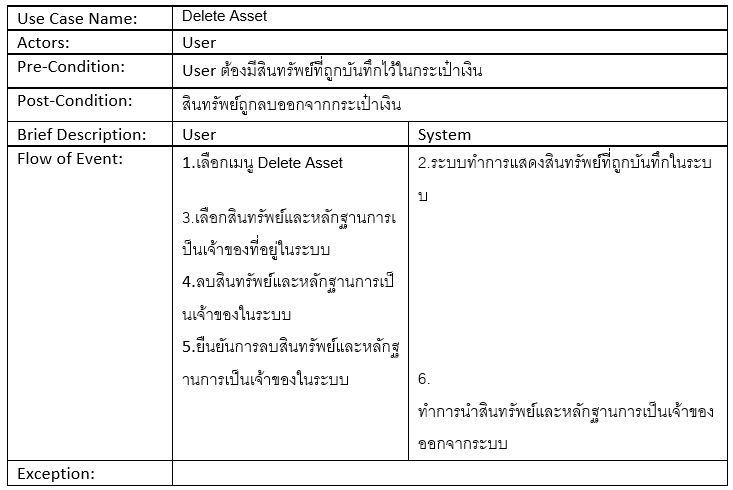 Use Case Name: Delete Asset
Actors: User
Pre-Condition: User ต้องมีสินทรัพย์ที่ถูกบันทึกไว้ในกระเป๋าเงิน
Post-Condition: สินทรัพย์ถูกลบออกจากกระเป๋าเงิน
Brief Description: User System
Flow of Event: 1.เลือกเมนู Delete Asset
2.ระบบทำการแสดงสินทรัพย์ที่ถูกบันทึกในระบ
บ
3.เลือกสินทรัพย์และหลักฐานการเ
ป็นเจ้าของที่อยู่ในระบบ
4.ลบสินทรัพย์และหลักฐานการเป็
นเจ้าของในระบบ
5.ยืนยันการลบสินทรัพย์และหลักฐ
านการเป็นเจ้าของในระบบ
6.
ทำการนำสินทรัพย์และหลักฐานการเป็นเจ้าของ
ออกจากระบบ
Exception: